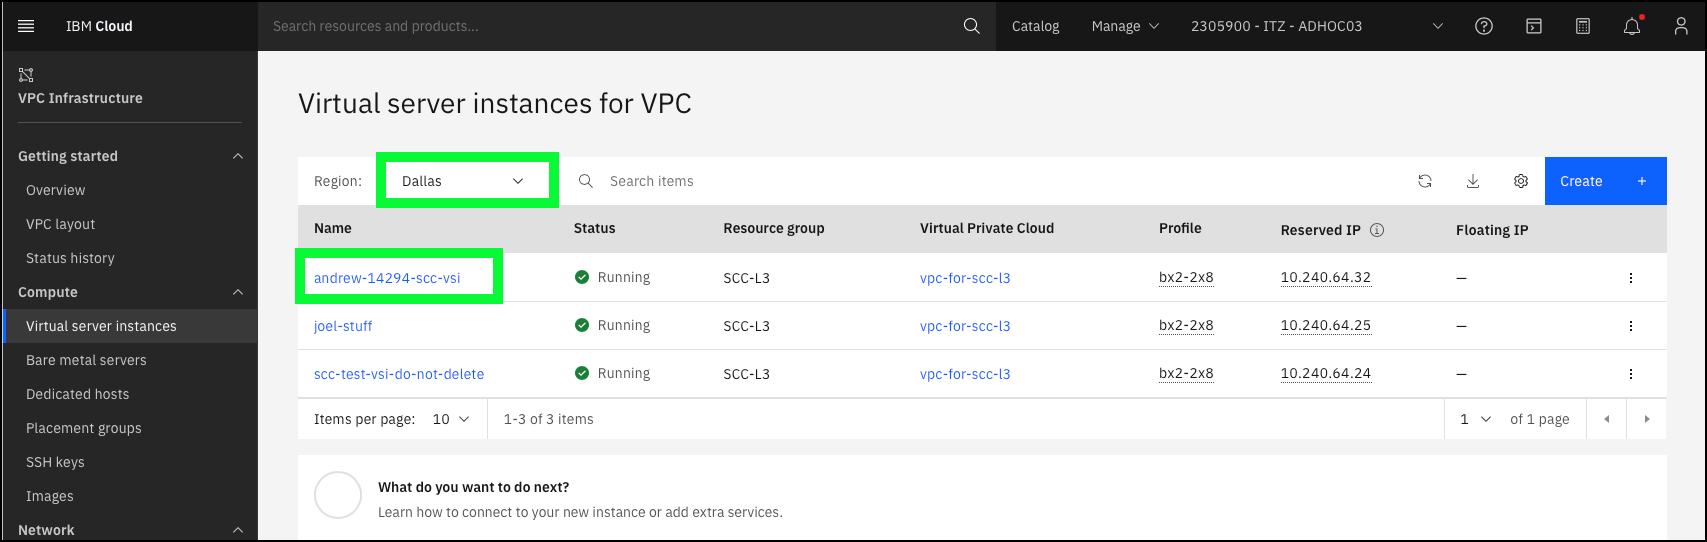 IBM Cloud
Search resources and products...
Catalog
Manage
2305900 - ITZ - ADHOC03
VPC Infrastructure
Getting started
Overview
VPC layout
Status history
Compute
Virtual server instances
Bare metal servers
Dedicated hosts
Placement groups
SSH keys
Images
Network
Virtual server instances for VPC
Region: Dallas
Search items
Create +
Name Status Resource group Virtual Private Cloud Profile Reserved IP Floating IP
andrew-14294-scc-vsi Running SCC-L3 vpc-for-scc-l3 bx2-2x8 10.240.64.32 –
joel-stuff Running SCC-L3 vpc-for-scc-l3 bx2-2x8 10.240.64.25 –
scc-test-vsi-do-not-delete Running SCC-L3 vpc-for-scc-l3 bx2-2x8 10.240.64.24 –
Items per page: 10 1-3 of 3 items 1 of 1 page
What do you want to do next?
Learn how to connect to your new instance or add extra services.